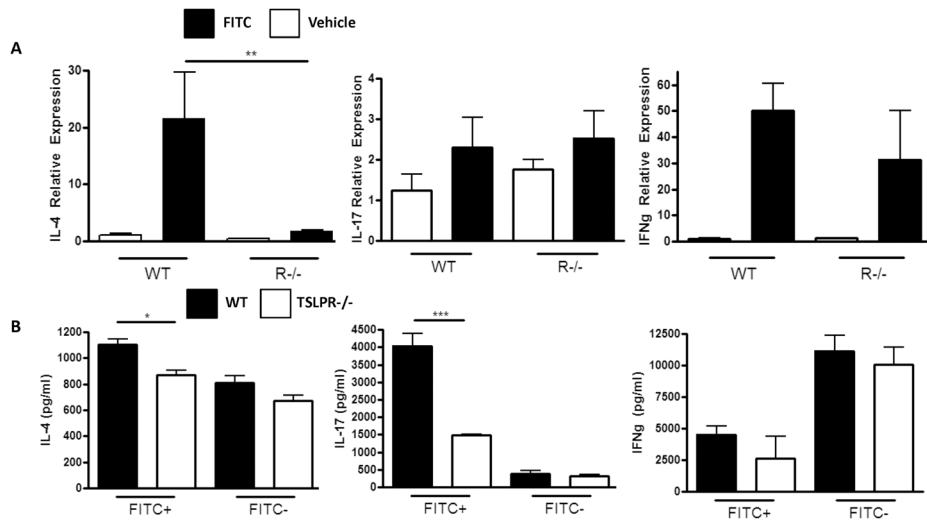 FITC Vehicle
A
**
IL-4 Relative Expression
30
20
10
0
WT R-/-
IL-17 Relative Expression
4
3
2
1
0
WT R-/-
IFNg Relative Expression
60
50
40
30
20
10
0
WT R-/-
WT TSLPR-/-
B
*
IL-4 (pg/ml)
1200
1000
800
600
400
200
0
FITC+ FITC-
***
IL-17 (pg/ml)
4500
4000
3500
3000
2500
2000
1500
1000
500
0
FITC+ FITC-
IFNg (pg/ml)
12500
10000
7500
5000
2500
0
FITC+ FITC-